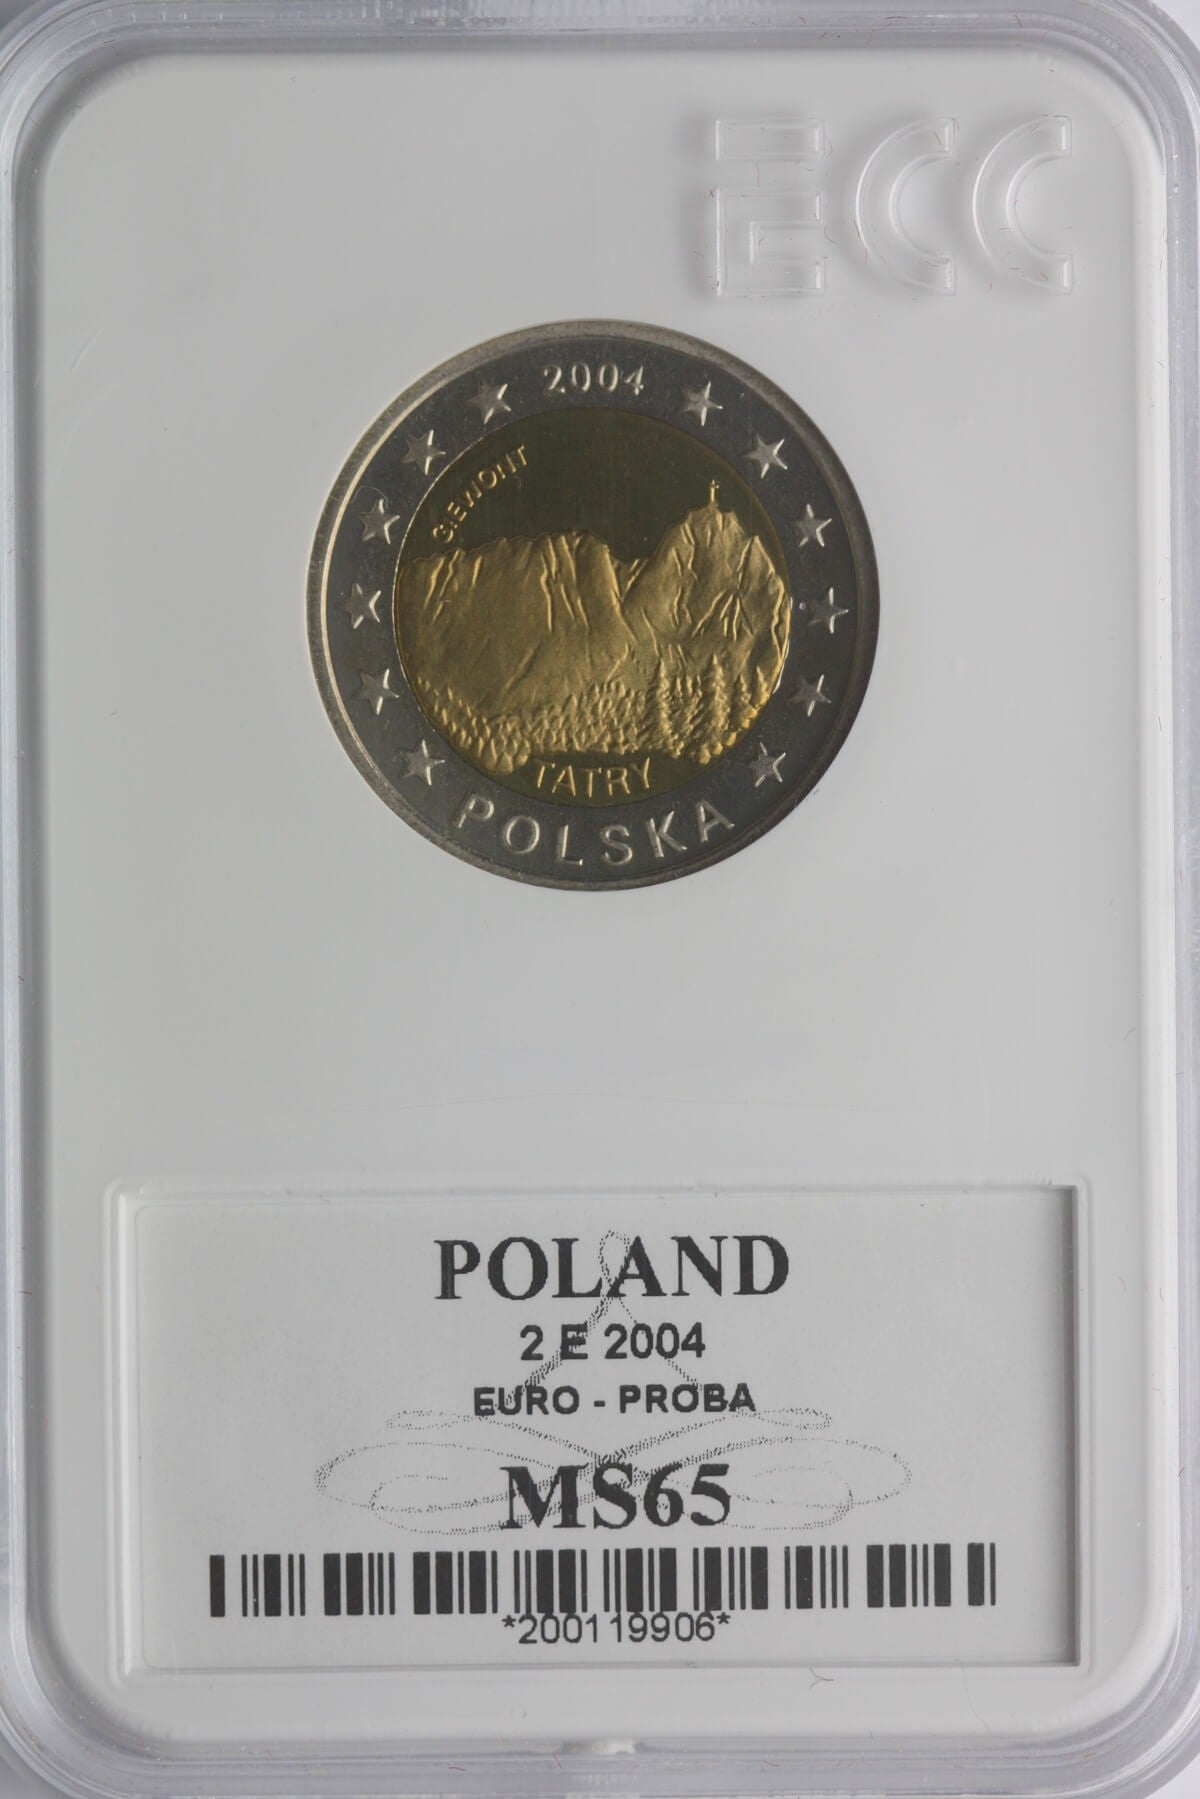 ECC
2004
GIEWONT
TATRY
POLSKA
POLAND
2 E 2004
EURO - PROBA
MS65
*200119906*